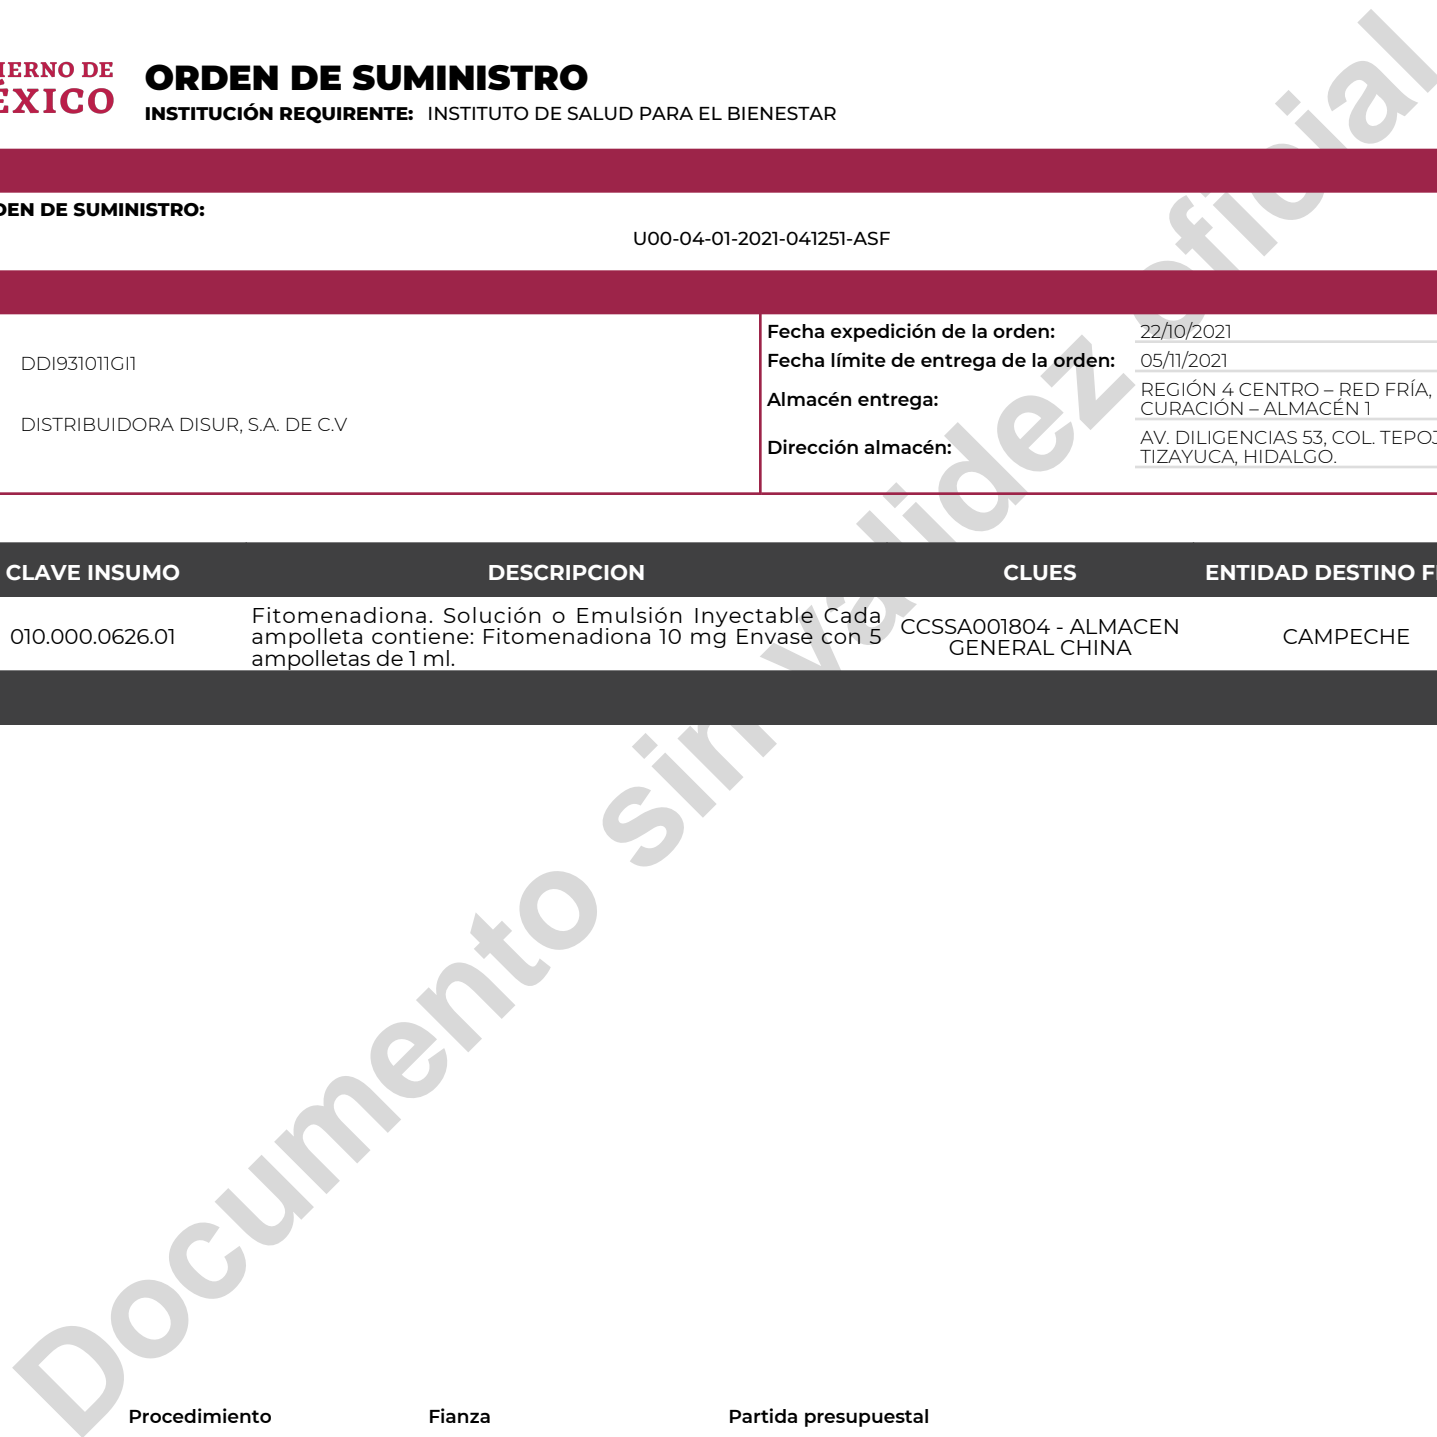 IERNO DE
ÉXICO
ORDEN DE SUMINISTRO
INSTITUCIÓN REQUIRENTE: INSTITUTO DE SALUD PARA EL BIENESTAR
DEN DE SUMINISTRO:
U00-04-01-2021-041251-ASF
DDI931011GI1
DISTRIBUIDORA DISUR, S.A. DE C.V
Fecha expedición de la orden: 22/10/2021
Fecha límite de entrega de la orden: 05/11/2021
Almacén entrega: REGIÓN 4 CENTRO – RED FRÍA,
CURACIÓN – ALMACÉN 1
Dirección almacén: AV. DILIGENCIAS 53, COL. TEPOJ
TIZAYUCA, HIDALGO.
CLAVE INSUMO DESCRIPCION CLUES ENTIDAD DESTINO F
010.000.0626.01
Fitomenadiona. Solución o Emulsión Inyectable Cada
ampolleta contiene: Fitomenadiona 10 mg Envase con 5
ampolletas de 1 ml.
CCSSA001804 - ALMACEN
GENERAL CHINA
CAMPECHE
Documento sin validez oficial
Procedimiento Fianza Partida presupuestal